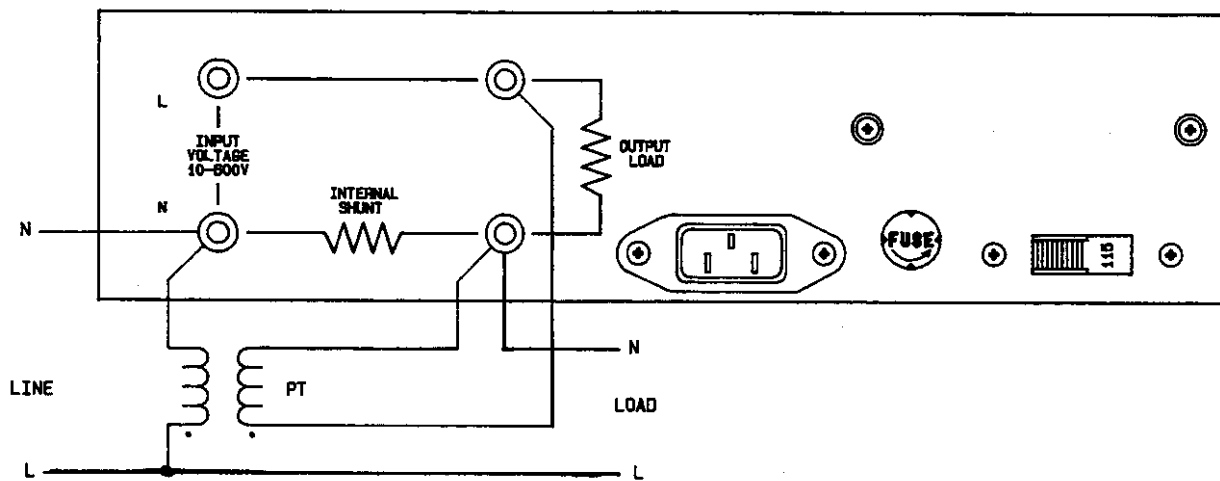 L
INPUT
VOLTAGE
10-600V
N
INTERNAL
SHUNT
OUTPUT
LOAD
FUSE
115
N
N
LINE
PT
LOAD
L
L